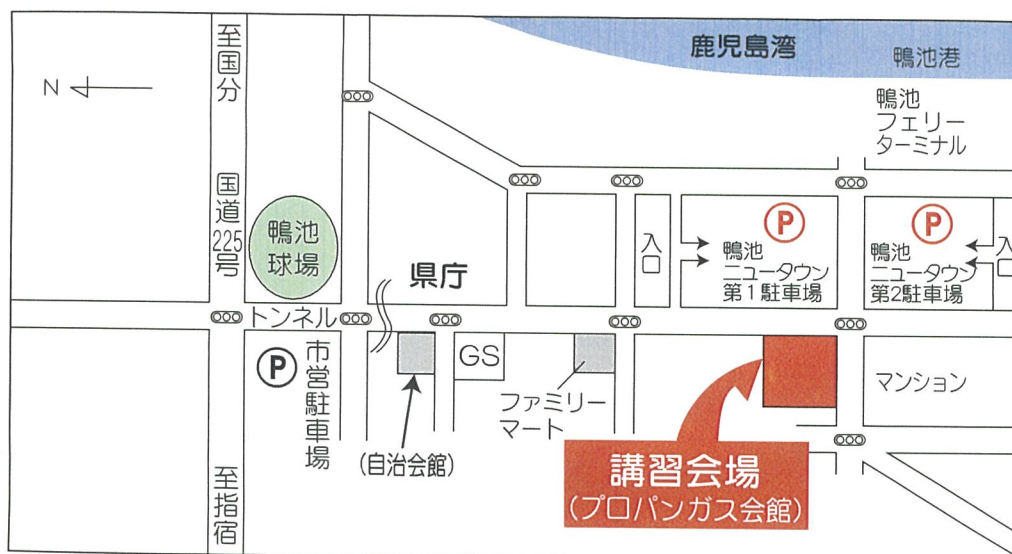 至国分
国道
225
号
至指宿
N
鹿児島湾
鴨池港
鴨池
フェリー
ターミナル
鴨池
球場
県庁
入口
P
鴨池
ニュータウン
第1駐車場
P
鴨池
ニュータウン
第2駐車場
入口
トンネル
P
市営駐車場
(自治会館)
GS
ファミリー
マート
マンション
講習会場
(プロパンガス会館)